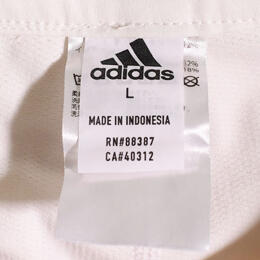 adidas
L
MADE IN INDONESIA
RN#88387
CA#40312